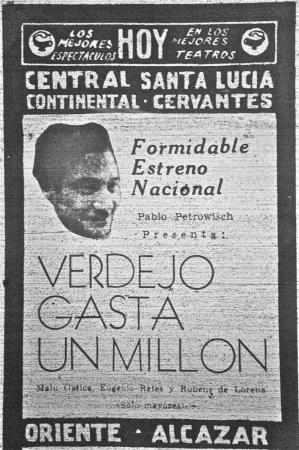 LOS MEJORES ESPECTACULOS HOY EN LOS MEJORES TEATROS
CENTRAL SANTA LUCIA
CONTINENTAL · CERVANTES
Formidable
Estreno
Nacional
Pablo Petrowisch
Presenta:
VERDEJO
GASTA
UN MILLON
Malu Gatica, Eugenio Retes y Rubens de Lorena
(Sólo mayores)
ORIENTE · ALCAZAR